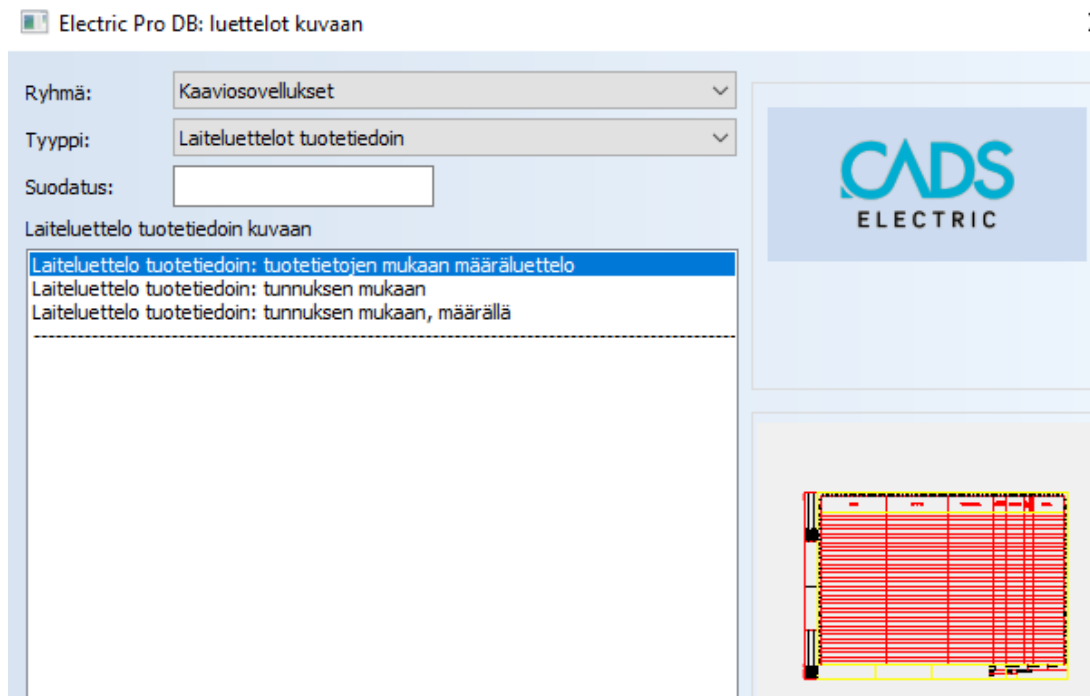 Electric Pro DB: luettelot kuvaan
Ryhmä: Kaaviosovellukset
Tyyppi: Laiteluettelot tuotetiedoin
Suodatus:
Laiteluettelo tuotetiedoin kuvaan
Laiteluettelo tuotetiedoin: tuotetietojen mukaan määräluettelo
Laiteluettelo tuotetiedoin: tunnuksen mukaan
Laiteluettelo tuotetiedoin: tunnuksen mukaan, määrällä
CADS
ELECTRIC